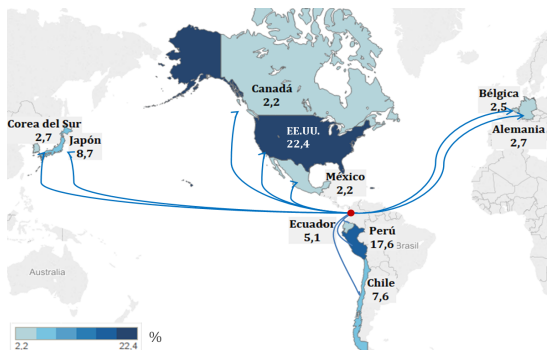 Canadá
2,2
Bélgica
2,5
Corea del Sur
2,7
Japón
8,7
EE.UU.
22,4
Alemania
2,7
México
2,2
Ecuador
5,1
Perú
17,6
Brasil
Australia
Chile
7,6
2,2
22,4
%